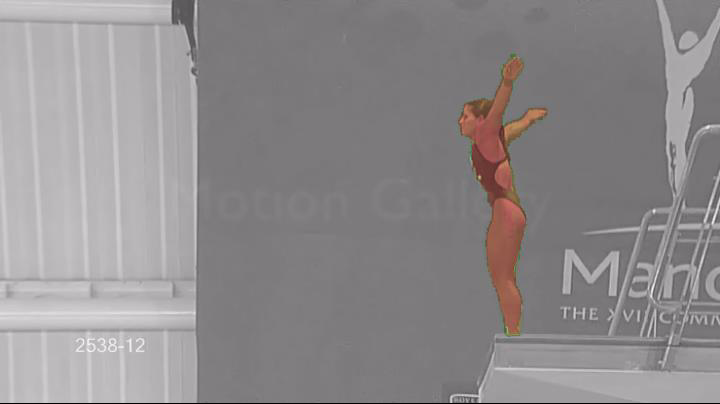 Motion Gallery
Manc
THE XVII COMM
2538-12